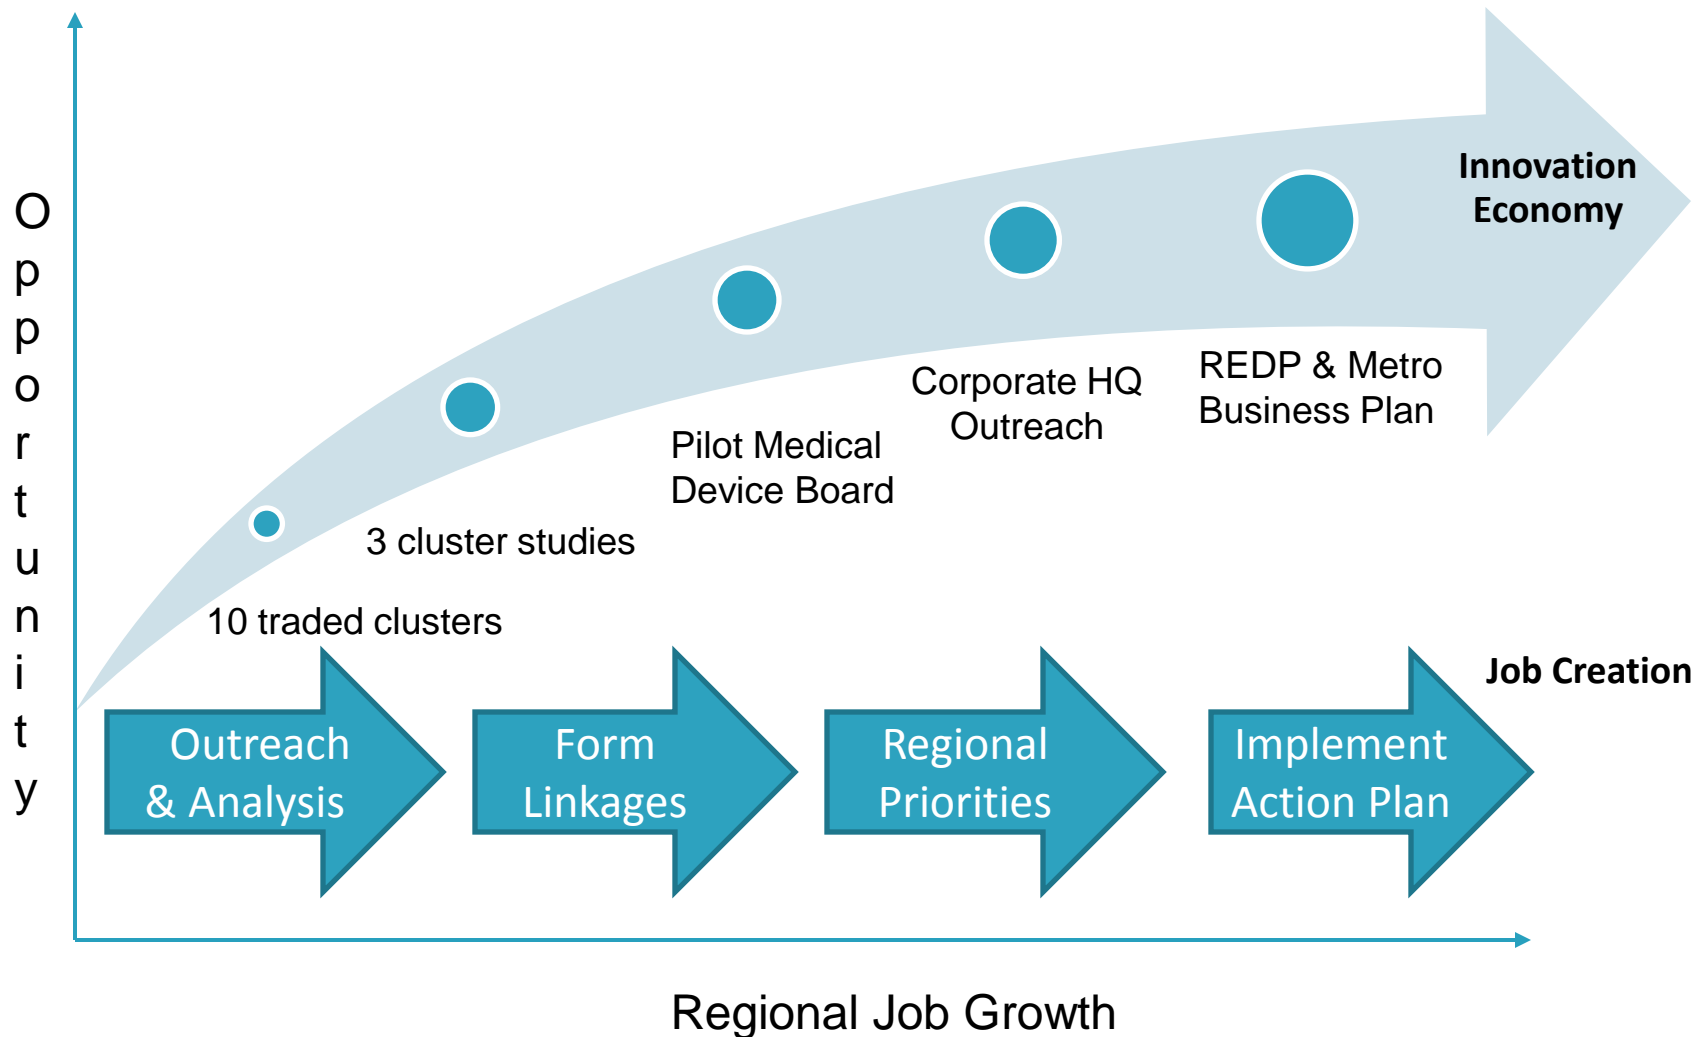 Opportunity
Innovation
Economy
REDP & Metro
Business Plan
Corporate HQ
Outreach
Pilot Medical
Device Board
3 cluster studies
10 traded clusters
Job Creation
Outreach
& Analysis
Form
Linkages
Regional
Priorities
Implement
Action Plan
Regional Job Growth